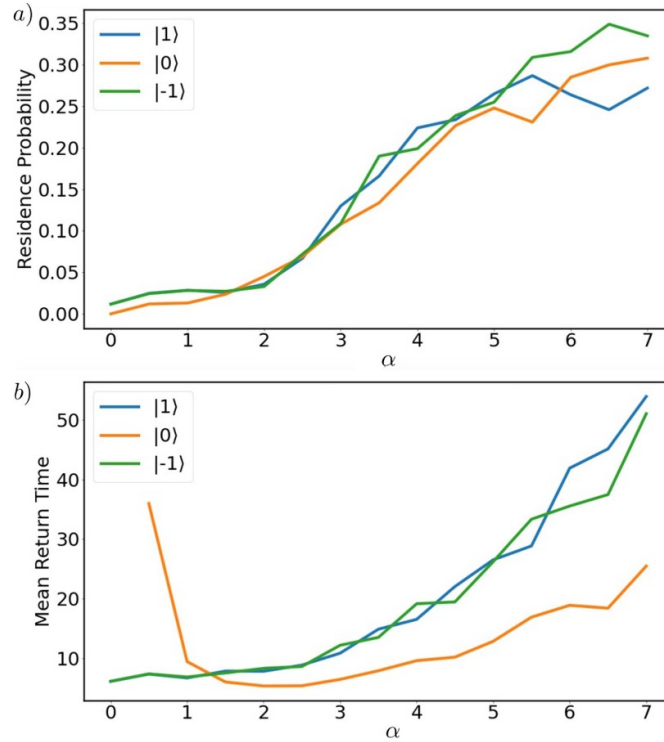 a)
0.35
0.30
0.25
0.20
0.15
0.10
0.05
0.00
Residence Probability
|1⟩
|0⟩
|-1⟩
0 1 2 3 4 5 6 7
α
b)
50
40
30
20
10
Mean Return Time
|1⟩
|0⟩
|-1⟩
0 1 2 3 4 5 6 7
α